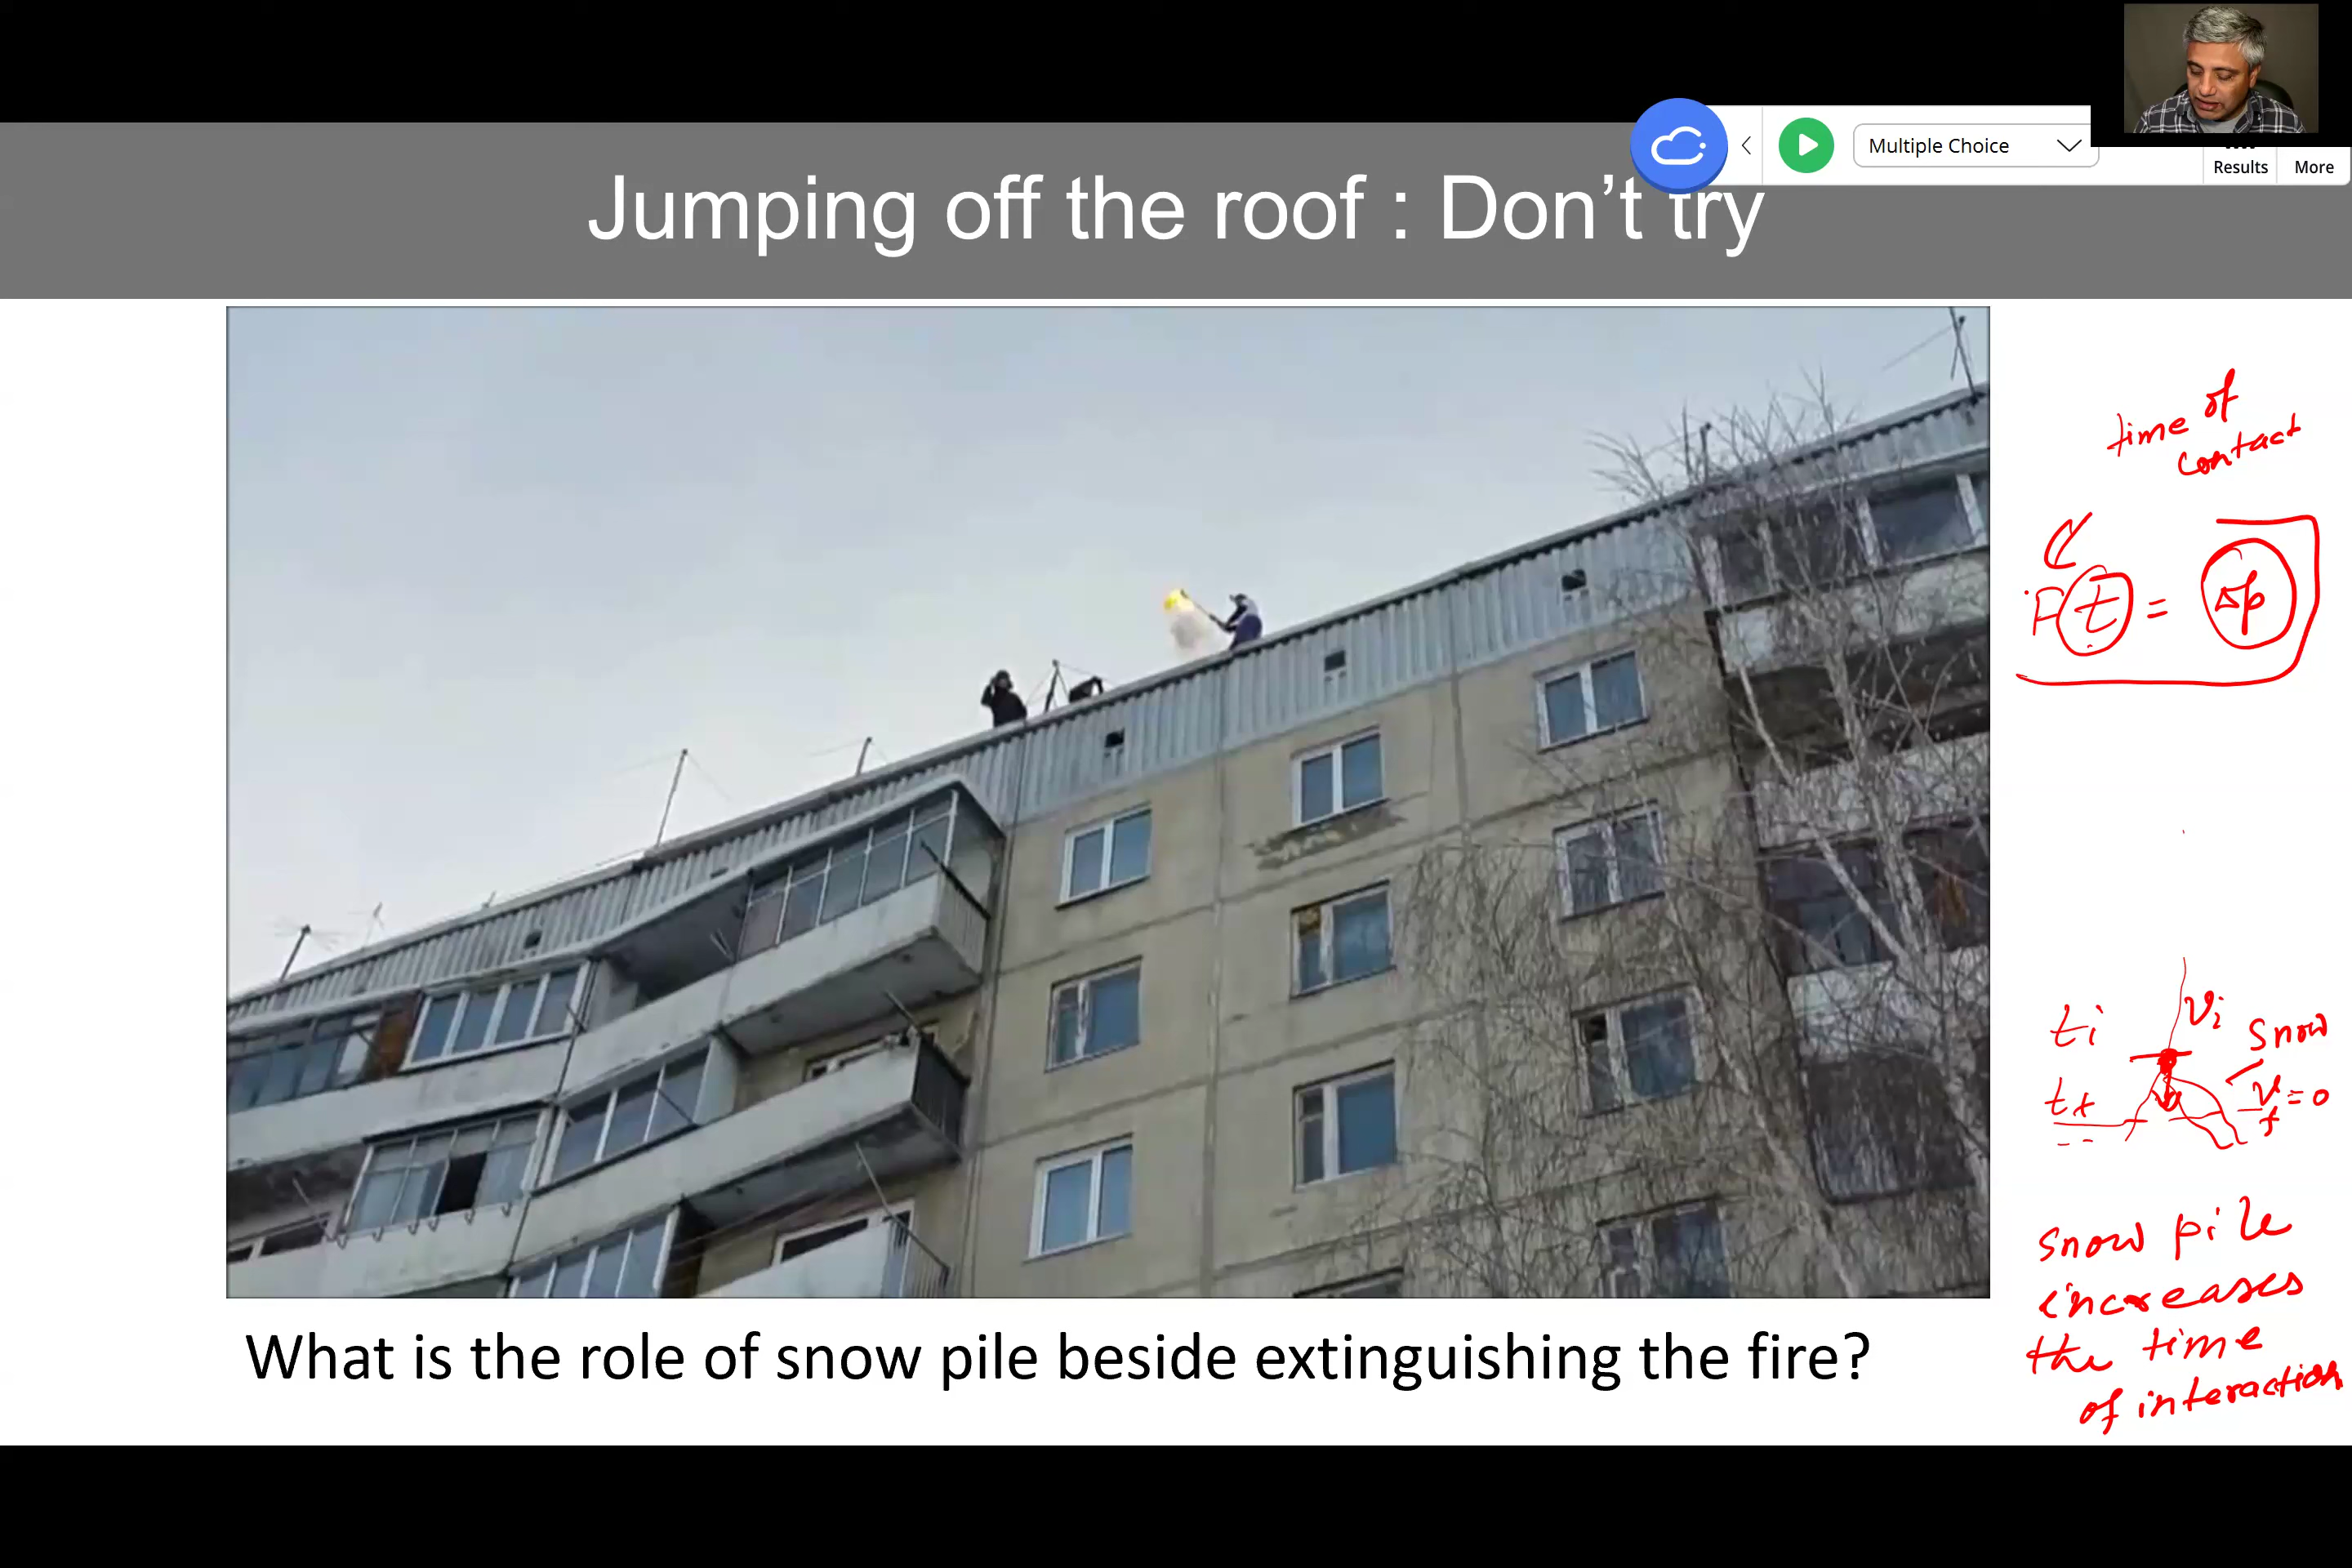 Multiple Choice
Results
More
Jumping off the roof : Don't try
time of
contact
Ft = Δp
ti
vi
snow
tf
vf = 0
snow pile
increases
the time
of interaction
What is the role of snow pile beside extinguishing the fire?